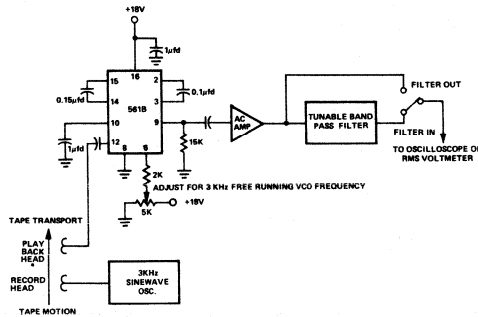 +18V
1µfd
16
15
2
0.15µfd
0.1µfd
14
3
561B
10
9
1µfd
12
8
6
15K
2K
AC
AMP
TUNABLE BAND
PASS FILTER
FILTER OUT
FILTER IN
TO OSCILLOSCOPE OR
RMS VOLTMETER
ADJUST FOR 3 KHz FREE RUNNING VCO FREQUENCY
+18V
5K
TAPE TRANSPORT
PLAY
BACK
HEAD
RECORD
HEAD
3KHz
SINEWAVE
OSC.
TAPE MOTION